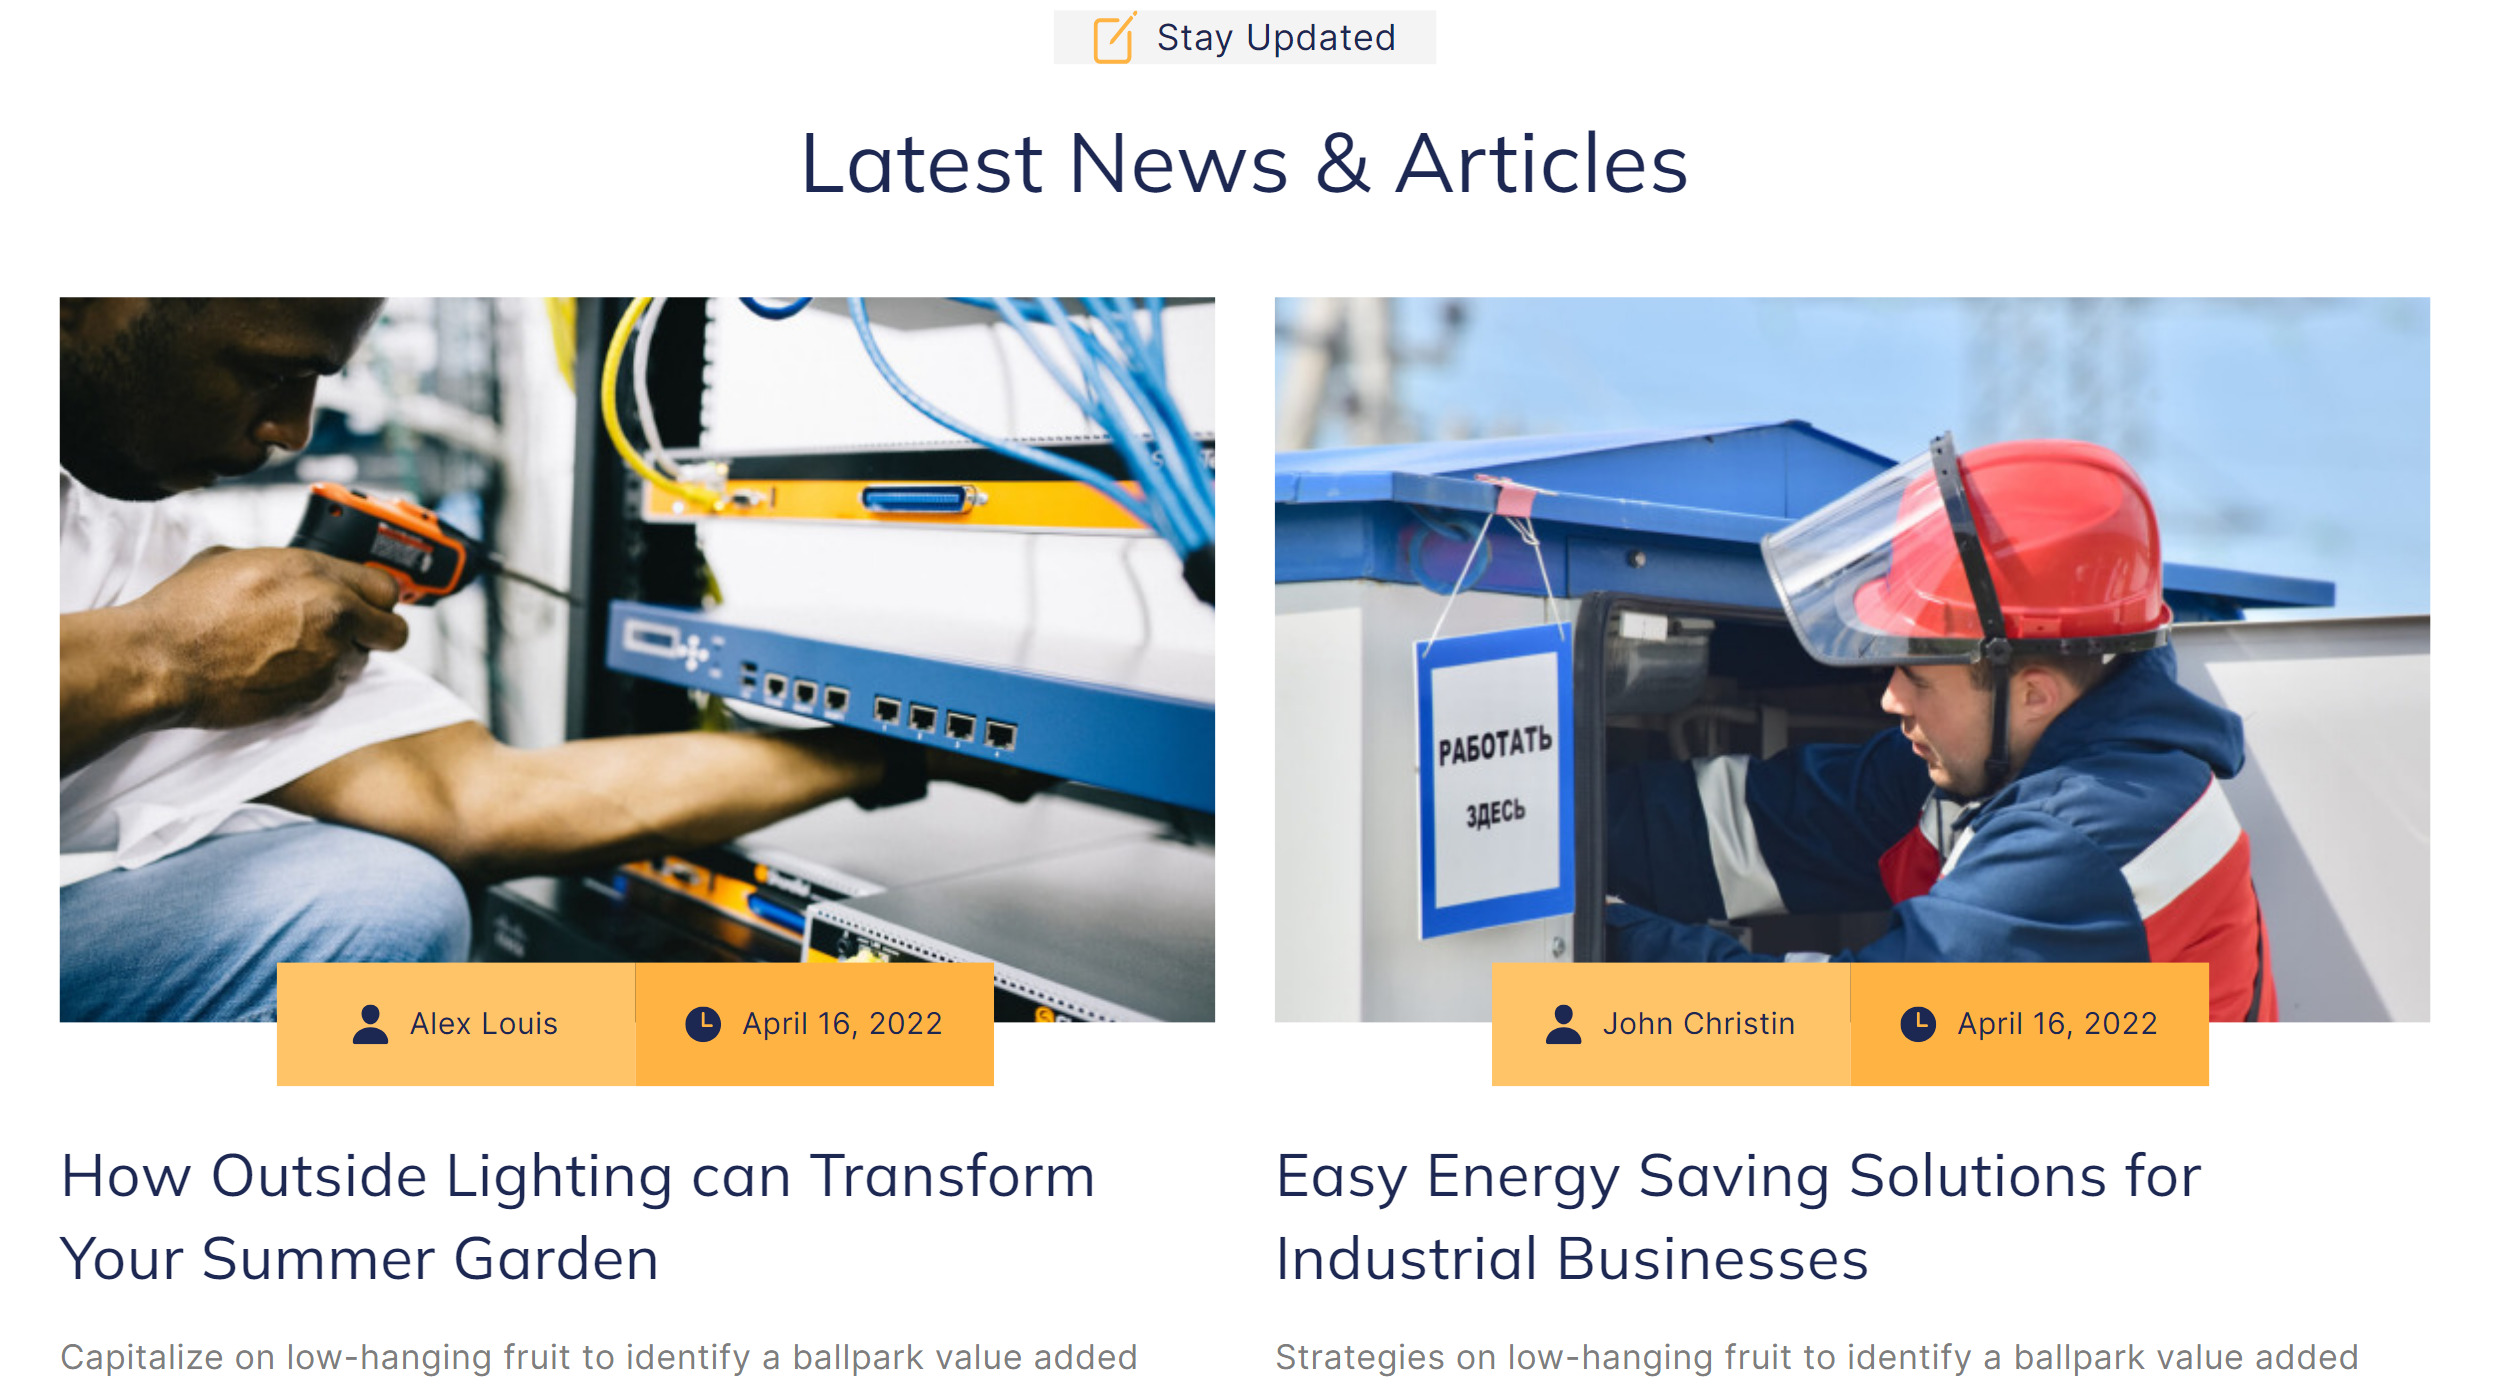 Stay Updated
Latest News & Articles
РАБОТАТЬ
ЗДЕСЬ
Alex Louis
April 16, 2022
John Christin
April 16, 2022
How Outside Lighting can Transform
Your Summer Garden
Easy Energy Saving Solutions for
Industrial Businesses
Capitalize on low-hanging fruit to identify a ballpark value added
Strategies on low-hanging fruit to identify a ballpark value added